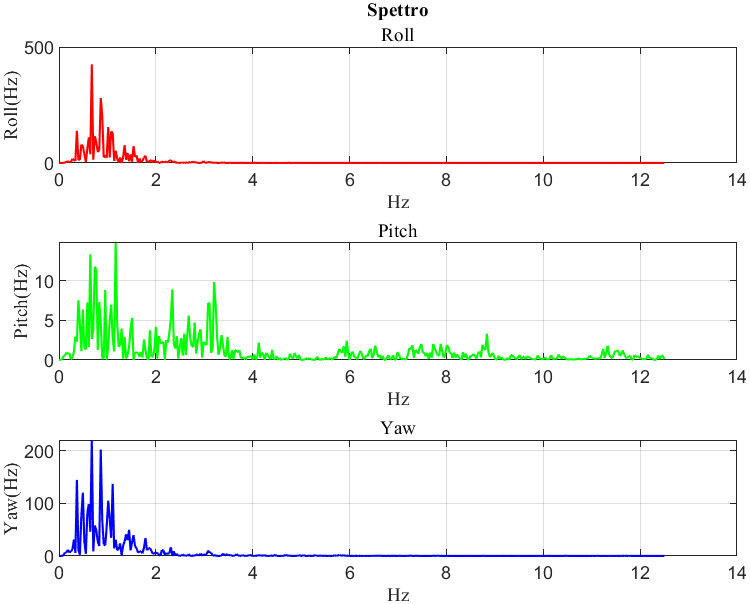 Spettro
Roll
Roll(Hz)
500
0
0 2 4 6 8 10 12 14
Hz
Pitch
Pitch(Hz)
10
5
0
0 2 4 6 8 10 12 14
Hz
Yaw
Yaw(Hz)
200
100
0
0 2 4 6 8 10 12 14
Hz